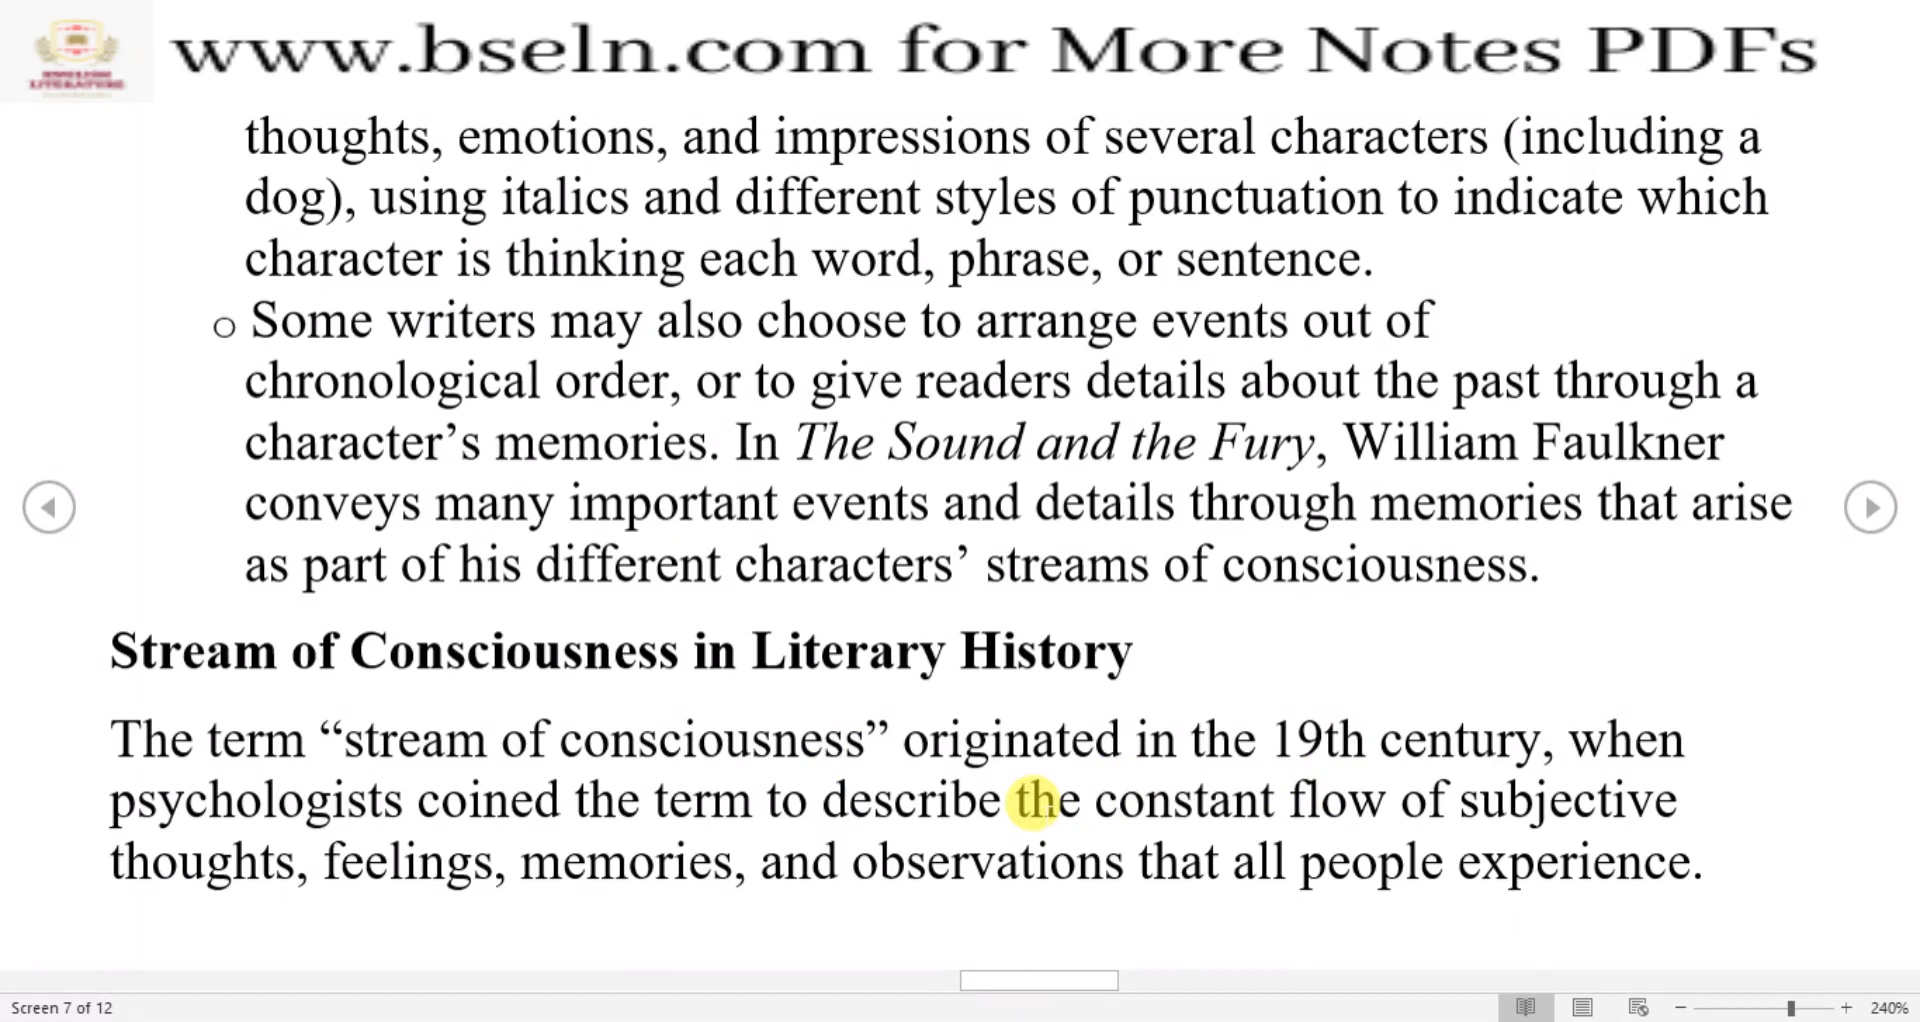 www.bseln.com for More Notes PDFs
LITERATURE
thoughts, emotions, and impressions of several characters (including a
dog), using italics and different styles of punctuation to indicate which
character is thinking each word, phrase, or sentence.
o Some writers may also choose to arrange events out of
chronological order, or to give readers details about the past through a
character’s memories. In The Sound and the Fury, William Faulkner
conveys many important events and details through memories that arise
as part of his different characters’ streams of consciousness.
Stream of Consciousness in Literary History
The term “stream of consciousness” originated in the 19th century, when
psychologists coined the term to describe the constant flow of subjective
thoughts, feelings, memories, and observations that all people experience.
Screen 7 of 12
240%